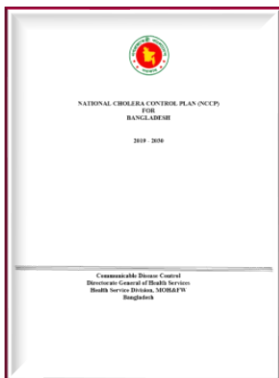 NATIONAL CHOLERA CONTROL PLAN (NCCP)
FOR
BANGLADESH
2019 - 2030
Communicable Disease Control
Directorate General of Health Services
Health Service Division, MOH&FW
Bangladesh